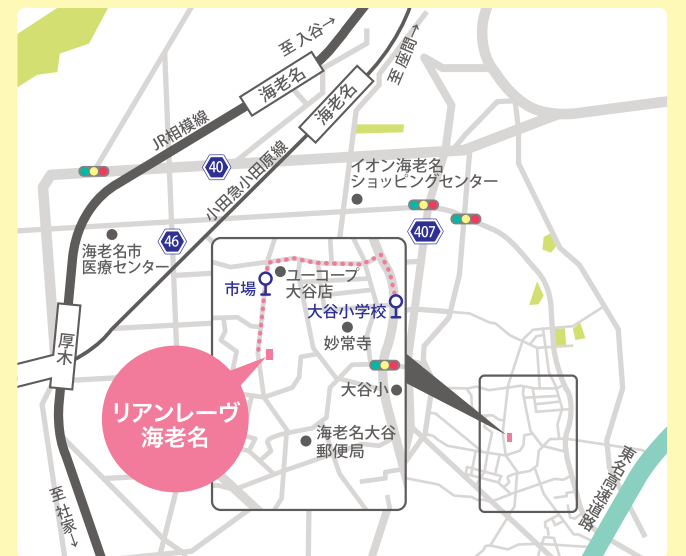 至 入谷→
至 座間→
海老名
海老名
JR相模線
小田急小田原線
40
イオン海老名
ショッピングセンター
407
46
海老名市
医療センター
ユーコープ
大谷店
市場
大谷小学校
妙常寺
厚木
大谷小
リアンレーヴ
海老名
海老名大谷
郵便局
東名高速道路
至 社家→